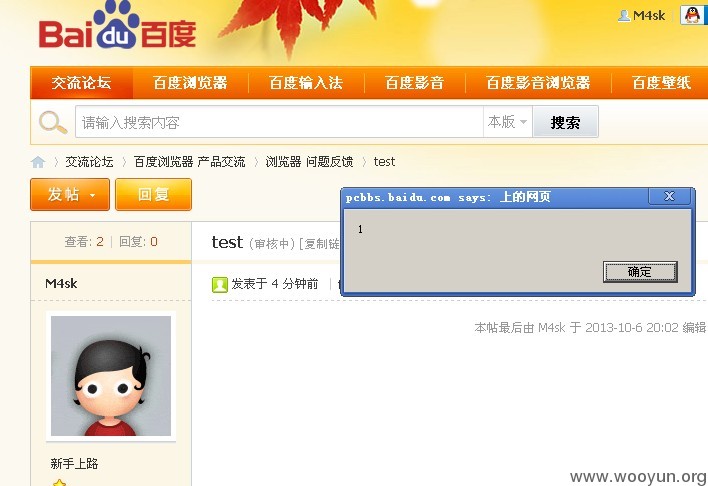 Bai du 百度
M4sk
交流论坛 百度浏览器 百度输入法 百度影音 百度影音浏览器 百度壁纸
请输入搜索内容 本版 搜索
交流论坛 > 百度浏览器 产品交流 > 浏览器 问题反馈 > test
发帖 回复
pcbbs.baidu.com says: 上的网页
1
确定
查看: 2 | 回复: 0
test (审核中) [复制链
M4sk
发表于 4 分钟前
本帖最后由 M4sk 于 2013-10-6 20:02 编辑
新手上路
www.wooyun.org